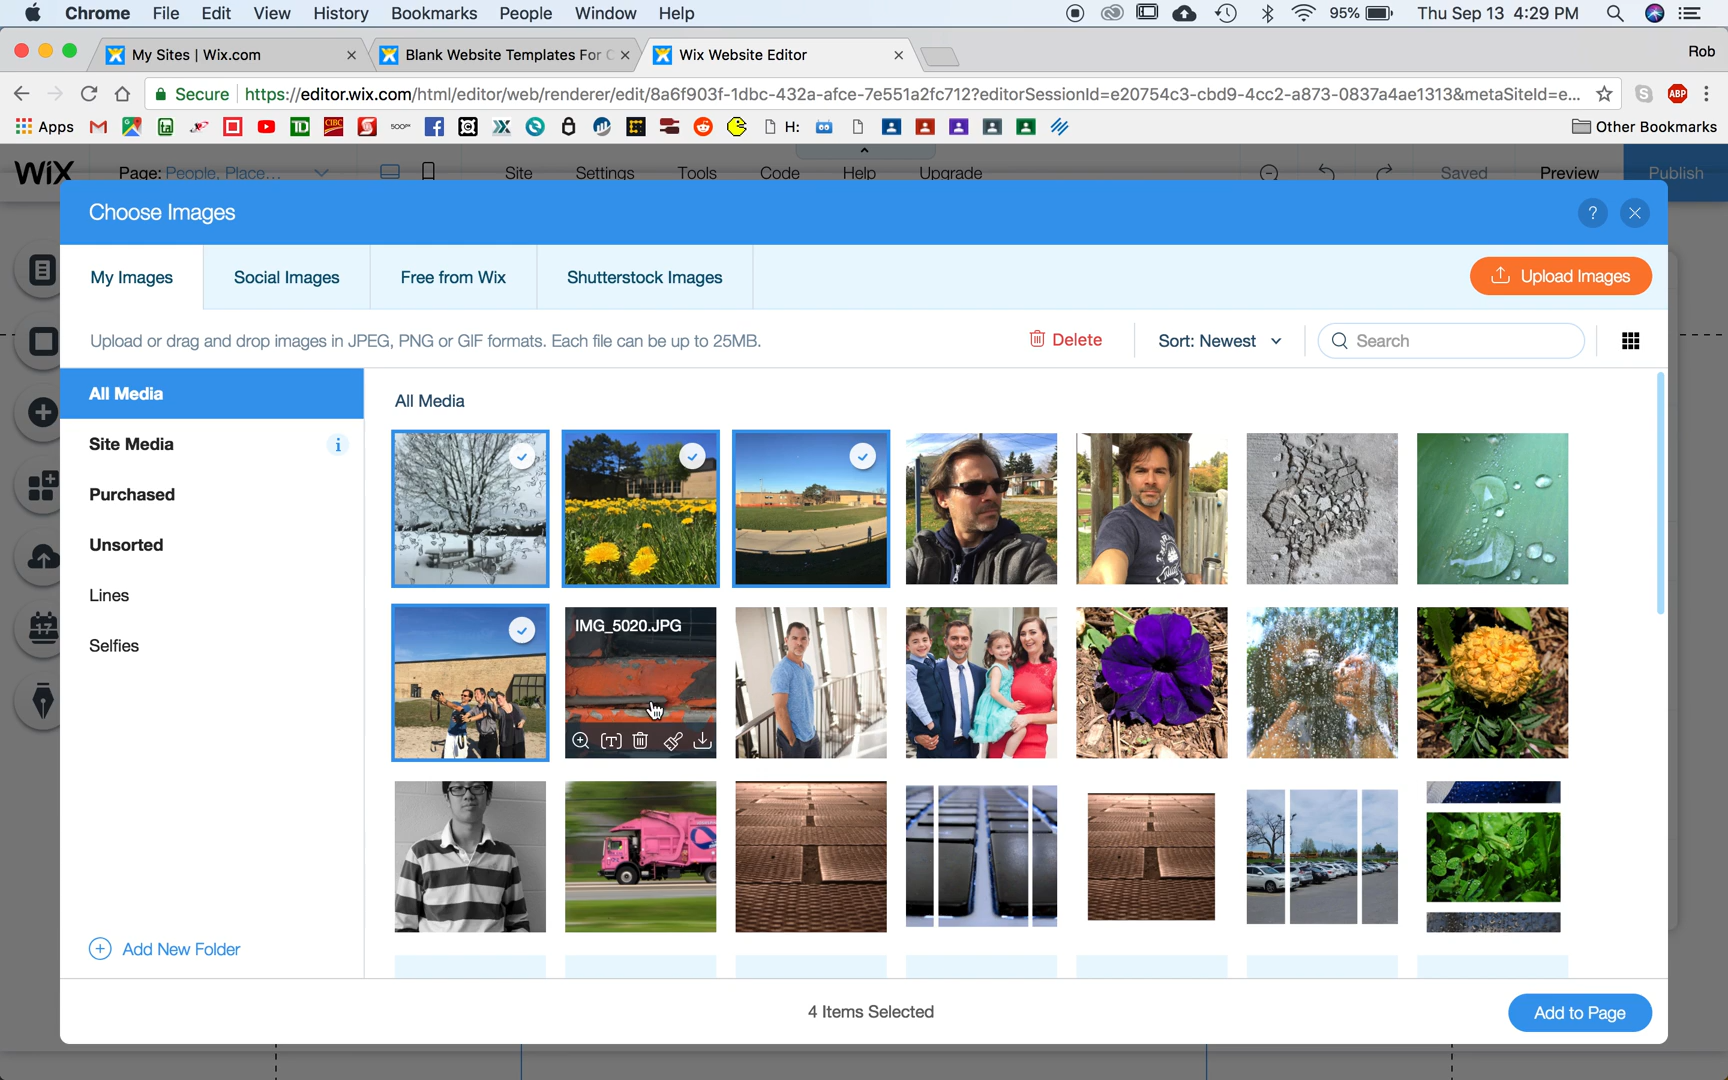 Chrome File Edit View History Bookmarks People Window Help 95% Thu Sep 13 4:29 PM
My Sites | Wix.com Blank Website Templates For Wix Website Editor Rob
Secure https://editor.wix.com/html/editor/web/renderer/edit/8a6f903f-1dbc-432a-afce-7e551a2fc712?editorSessionId=e20754c3-cbd9-4cc2-a873-0837a4ae1313&metaSiteId=e... ABP
Apps H: Other Bookmarks
WiX Page: People, Place... Site Settings Tools Code Help Upgrade Saved Preview Publish
Choose Images ?
My Images Social Images Free from Wix Shutterstock Images Upload Images
Upload or drag and drop images in JPEG, PNG or GIF formats. Each file can be up to 25MB. Delete Sort: Newest Search
All Media
All Media
Site Media i
Purchased
Unsorted
Lines
IMG_5020.JPG
Selfies
Add New Folder
4 Items Selected Add to Page